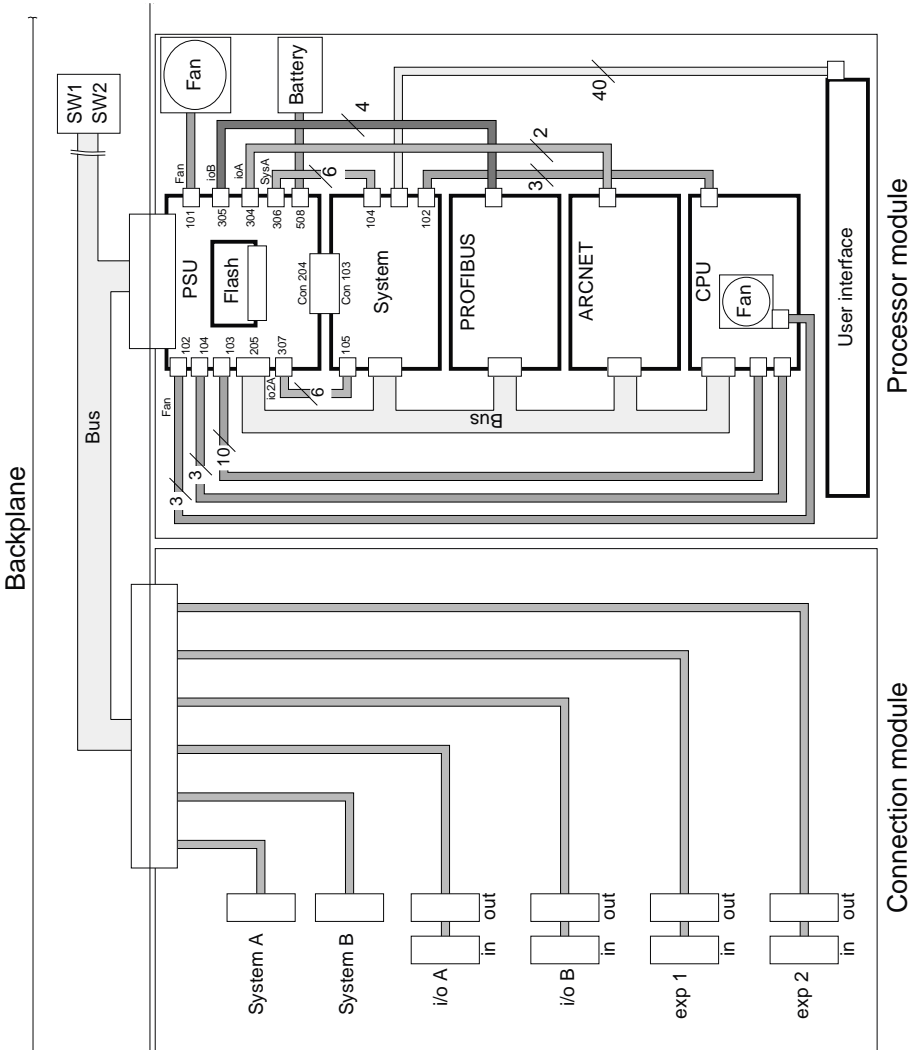 Backplane
SW1
SW2
Bus
Fan
Battery
Fan
ioB
ioA
SysA
101
305
304
306
508
6
4
2
3
40
PSU
Flash
Con 204
Con 103
System
104
102
105
PROFIBUS
ARCNET
CPU
Fan
User interface
102
104
103
205
307
Fan
io2A
6
Bus
10
3
3
Processor module
System A
System B
i/o A
in
out
i/o B
in
out
exp 1
in
out
exp 2
in
out
Connection module